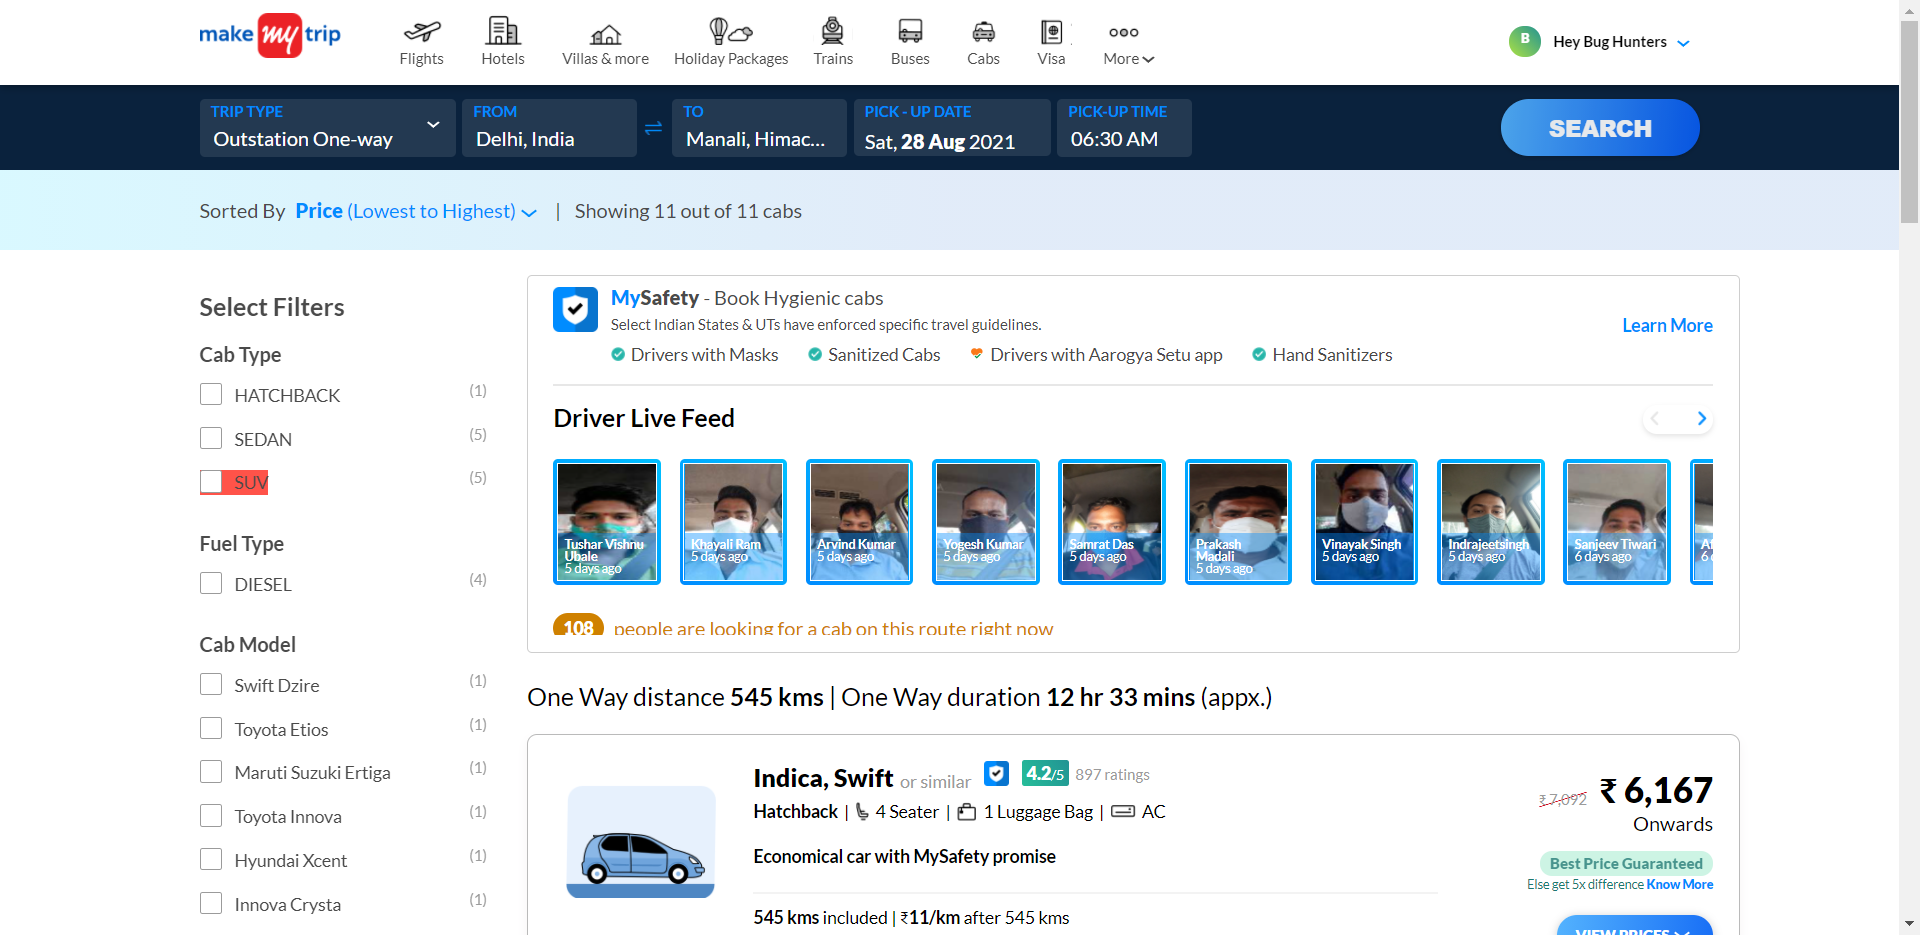 make my trip
Flights
Hotels
Villas & more
Holiday Packages
Trains
Buses
Cabs
Visa
More
B
Hey Bug Hunters
TRIP TYPE
Outstation One-way
FROM
Delhi, India
TO
Manali, Himac...
PICK - UP DATE
Sat, 28 Aug 2021
PICK-UP TIME
06:30 AM
SEARCH
Sorted By Price (Lowest to Highest) | Showing 11 out of 11 cabs
Select Filters
Cab Type
HATCHBACK (1)
SEDAN (5)
SUV (5)
Fuel Type
DIESEL (4)
Cab Model
Swift Dzire (1)
Toyota Etios (1)
Maruti Suzuki Ertiga (1)
Toyota Innova (1)
Hyundai Xcent (1)
Innova Crysta (1)
MySafety - Book Hygienic cabs
Select Indian States & UTs have enforced specific travel guidelines.
Learn More
Drivers with Masks
Sanitized Cabs
Drivers with Aarogya Setu app
Hand Sanitizers
Driver Live Feed
Tushar Vishnu
Uhale
5 days ago
Khayali Ram
5 days ago
Arvind Kumar
5 days ago
Yogesh Kumar
5 days ago
Samrat Das
5 days ago
Prakash
Madali
5 days ago
Vinayak Singh
5 days ago
Indrajeetsingh
5 days ago
Sanjeev Tiwari
6 days ago
108 people are looking for a cab on this route right now
One Way distance 545 kms | One Way duration 12 hr 33 mins (appx.)
Indica, Swift or similar 4.2/5 897 ratings
Hatchback | 4 Seater | 1 Luggage Bag | AC
Economical car with MySafety promise
545 kms included | ₹11/km after 545 kms
₹ 7,092 ₹ 6,167
Onwards
Best Price Guaranteed
Else get 5x difference Know More
VIEW PRICES